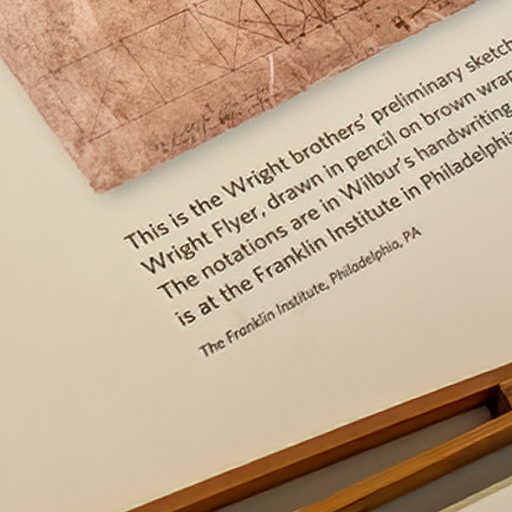 This is the Wright brothers' preliminary sketch
Wright Flyer, drawn in pencil on brown wrap
The notations are in Wilbur's handwriting
is at the Franklin Institute in Philadelphia
The Franklin Institute, Philadelphia, PA